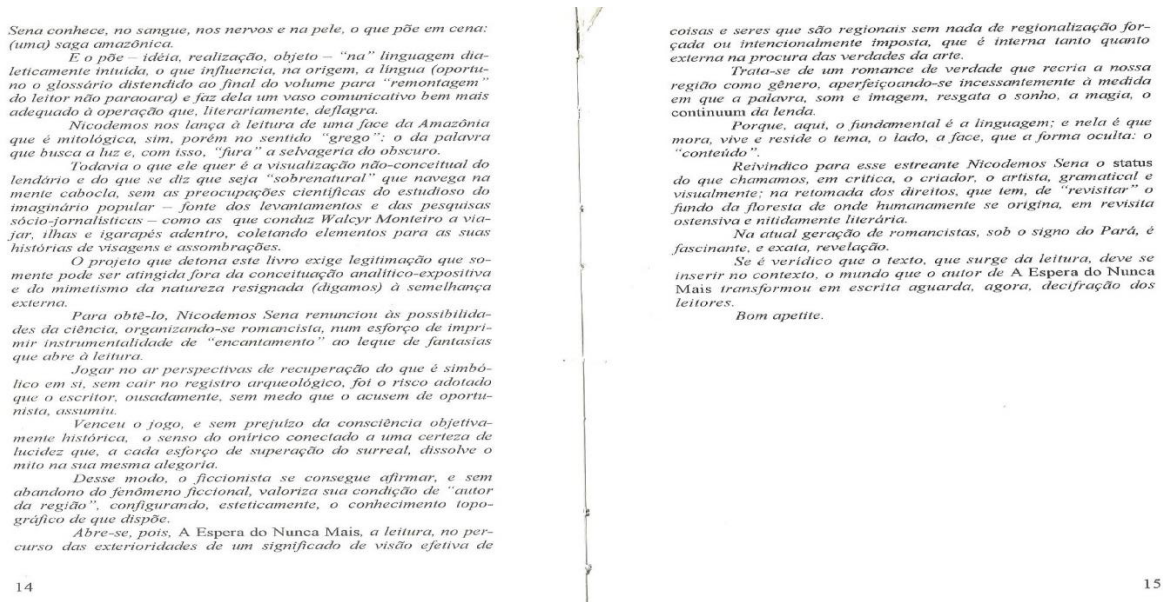 Sena conhece, no sangue, nos nervos e na pele, o que põe em cena:
(uma) saga amazônica.
E o põe – idéia, realização, objeto – “na” linguagem dia-
leticamente intuída, o que influencia, na origem, a língua (oportu-
no o glossário distendido ao final do volume para “remontagem”
do leitor não paraoara) e faz dela um vaso comunicativo bem mais
adequado à operação que, literariamente, deflagra.
Nicodemos nos lança à leitura de uma face da Amazônia
que é mitológica, sim, porém no sentido “grego”: o da palavra
que busca a luz e, com isso, “fura” a selvageria do obscuro.
Todavia o que ele quer é a visualização não-conceitual do
lendário e do que se diz que seja “sobrenatural” que navega na
mente cabocla, sem as preocupações científicas do estudioso do
imaginário popular – fonte dos levantamentos e das pesquisas
sócio-jornalísticas – como as que conduz Walcyr Monteiro a via-
jar, ilhas e igarapés adentro, coletando elementos para as suas
histórias de visagens e assombrações.
O projeto que detona este livro exige legitimação que so-
mente pode ser atingida fora da conceituação analítico-expositiva
e do mimetismo da natureza resignada (digamos) à semelhança
externa.
Para obtê-lo, Nicodemos Sena renunciou às possibilida-
des da ciência, organizando-se romancista, num esforço de impri-
mir instrumentalidade de “encantamento” ao leque de fantasias
que abre à leitura.
Jogar no ar perspectivas de recuperação do que é simbó-
lico em si, sem cair no registro arqueológico, foi o risco adotado
que o escritor, ousadamente, sem medo que o acusem de oportu-
nista, assumiu.
Venceu o jogo, e sem prejuízo da consciência objetiva-
mente histórica, o senso do onírico conectado a uma certeza de
lucidez que, a cada esforço de superação do surreal, dissolve o
mito na sua mesma alegoria.
Desse modo, o ficcionista se consegue afirmar, e sem
abandono do fenômeno ficcional, valoriza sua condição de “autor
da região”, configurando, esteticamente, o conhecimento topo-
gráfico de que dispõe.
Abre-se, pois, A Espera do Nunca Mais, a leitura, no per-
curso das exterioridades de um significado de visão efetiva de
14
coisas e seres que são regionais sem nada de regionalização for-
çada ou intencionalmente imposta, que é interna tanto quanto
externa na procura das verdades da arte.
Trata-se de um romance de verdade que recria a nossa
região como gênero, aperfeiçoando-se incessantemente à medida
em que a palavra, som e imagem, resgata o sonho, a magia, o
continuum da lenda.
Porque, aqui, o fundamental é a linguagem; e nela é que
mora, vive e reside o tema, o lado, a face, que a forma oculta: o
“conteúdo”.
Reivindico para esse estreante Nicodemos Sena o status
do que chamamos, em crítica, o criador, o artista, gramatical e
visualmente; na retomada dos direitos, que tem, de “revisitar” o
fundo da floresta de onde humanamente se origina, em revisita
ostensiva e nitidamente literária.
Na atual geração de romancistas, sob o signo do Pará, é
fascinante, e exata, revelação.
Se é verídico que o texto, que surge da leitura, deve se
inserir no contexto, o mundo que o autor de A Espera do Nunca
Mais transformou em escrita aguarda, agora, decifração dos
leitores.
Bom apetite.
15